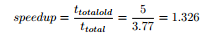 speedup = t_totalold / t_total = 5 / 3.77 = 1.326